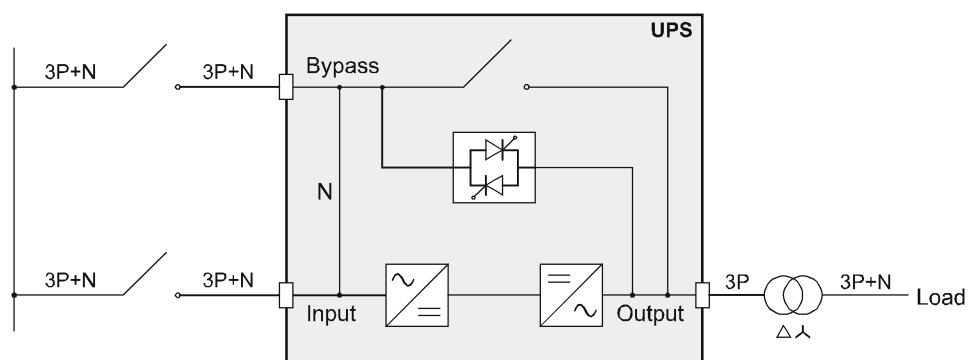 UPS
3P+N
3P+N
Bypass
N
3P+N
3P+N
Input
Output
3P
3P+N
Load